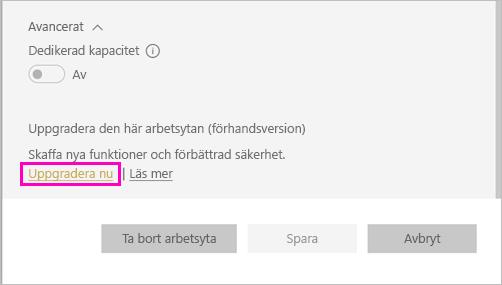 Avancerat
Dedikerad kapacitet
Av
Uppgradera den här arbetsytan (förhandsversion)
Skaffa nya funktioner och förbättrad säkerhet.
Uppgradera nu | Läs mer
Ta bort arbetsyta Spara Avbryt